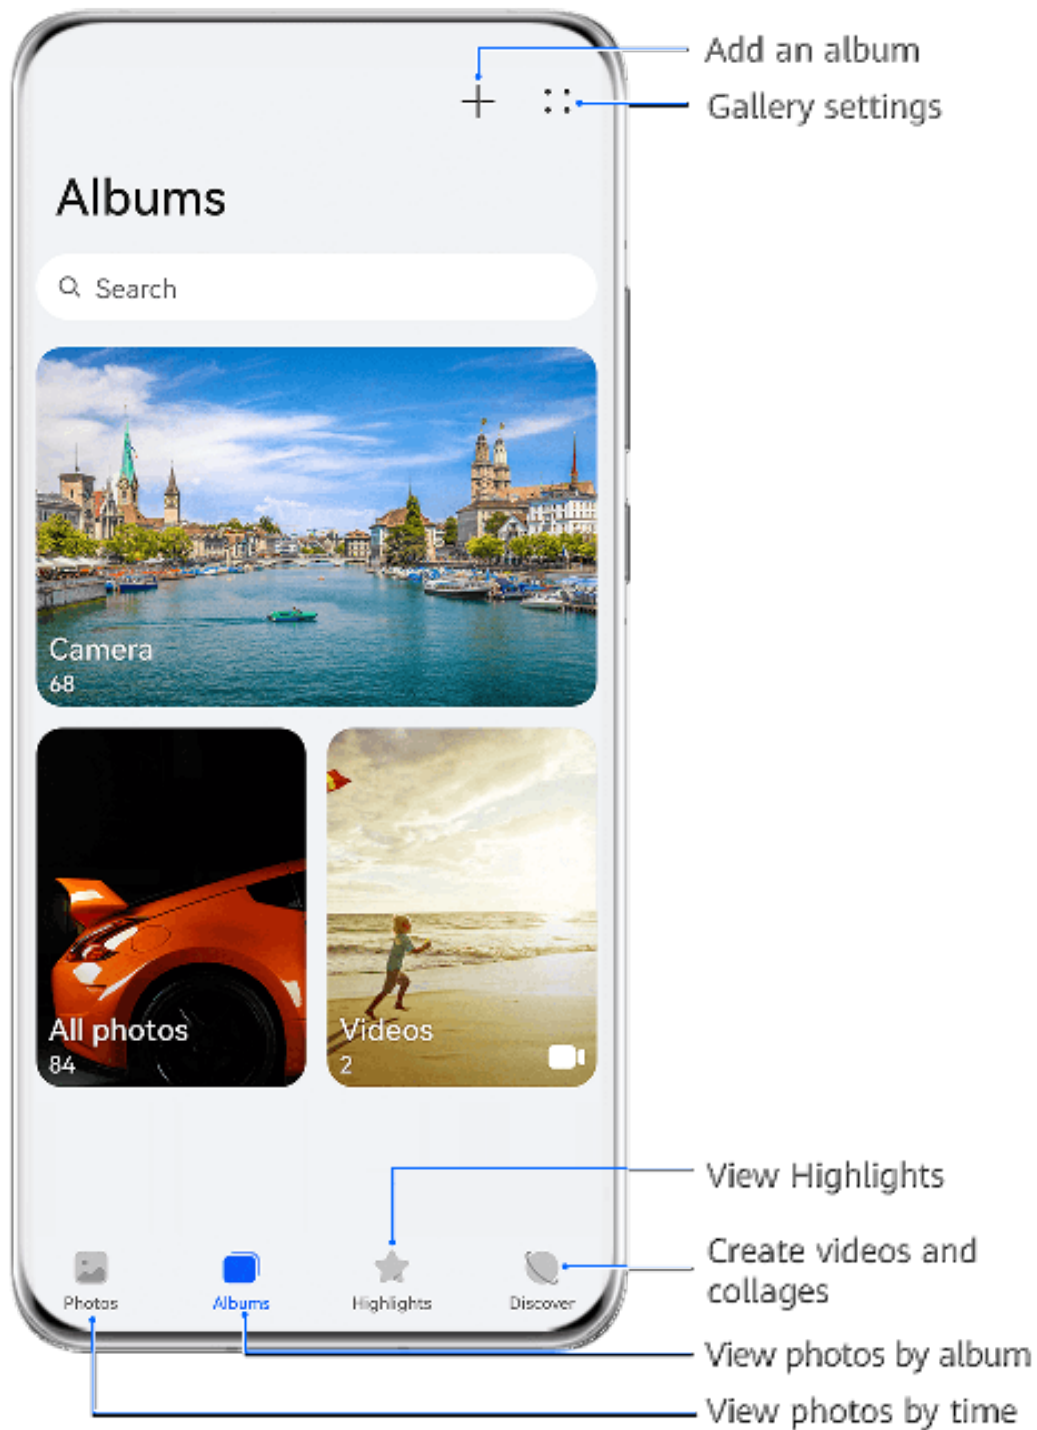 Add an album
Gallery settings
Albums
Search
Camera
68
All photos
84
Videos
2
View Highlights
Create videos and
collages
Photos
Albums
Highlights
Discover
View photos by album
View photos by time